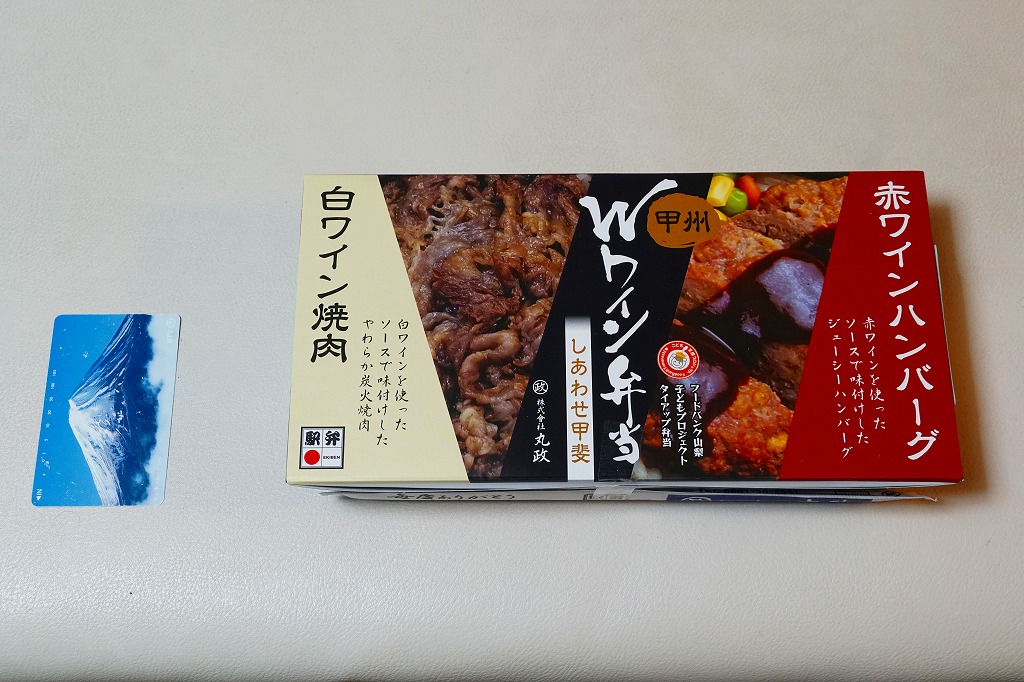 白ワイン焼肉
白ワインを使った
ソースで味付けした
やわらか炭火焼肉
駅弁
EKIBEN
甲州
Wワイン弁当
しあわせ甲斐
政 株式会社 丸政
フードバンク山梨
子どもプロジェクト
タイアップ弁当
赤ワインハンバーグ
赤ワインを使った
ソースで味付けした
ジューシーハンバーグ